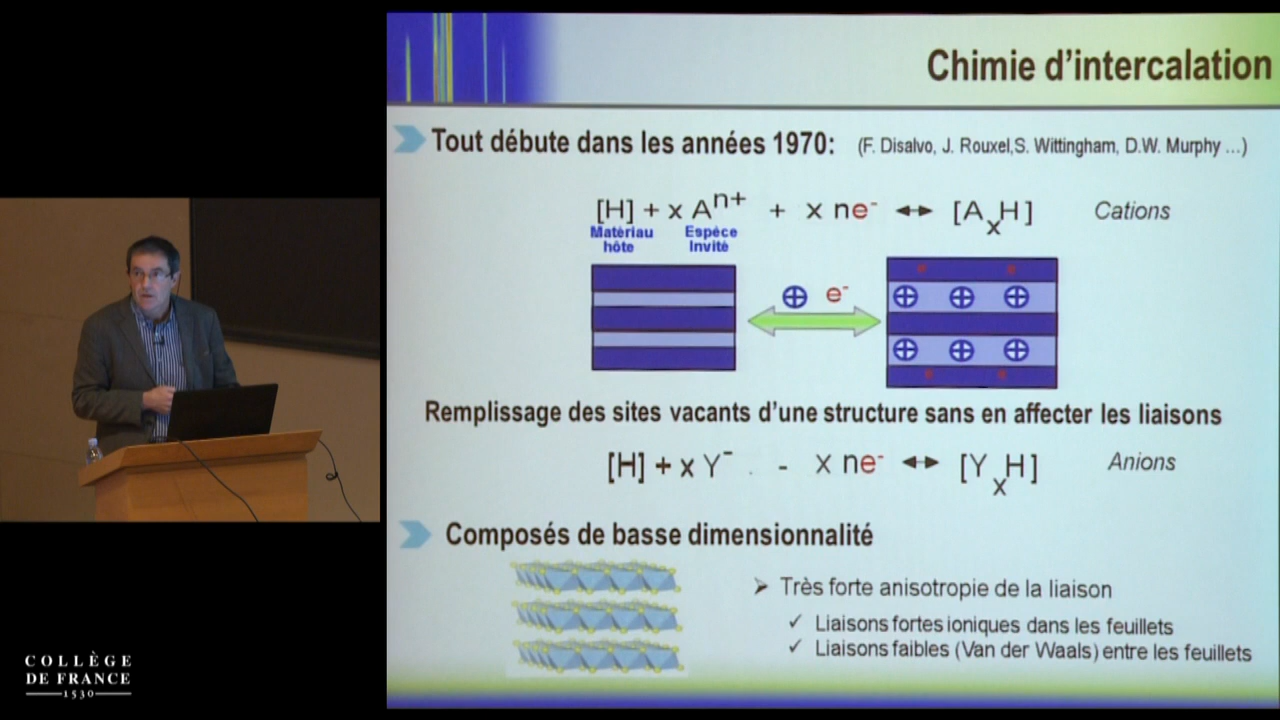 Chimie d'intercalation
Tout débute dans les années 1970: (F. Disalvo, J. Rouxel,S. Wittingham, D.W. Murphy ...)
[H] + x Aⁿ⁺ + x ne⁻ ↔ [AₓH] Cations
Matériau hôte
Espèce Invité
⊕ e⁻
e e
⊕ ⊕ ⊕
⊕ ⊕ ⊕
e e
Remplissage des sites vacants d'une structure sans en affecter les liaisons
[H] + x Y⁻ - x ne⁻ ↔ [YₓH] Anions
Composés de basse dimensionnalité
Très forte anisotropie de la liaison
Liaisons fortes ioniques dans les feuillets
Liaisons faibles (Van der Waals) entre les feuillets
COLLÈGE
DE FRANCE
1530